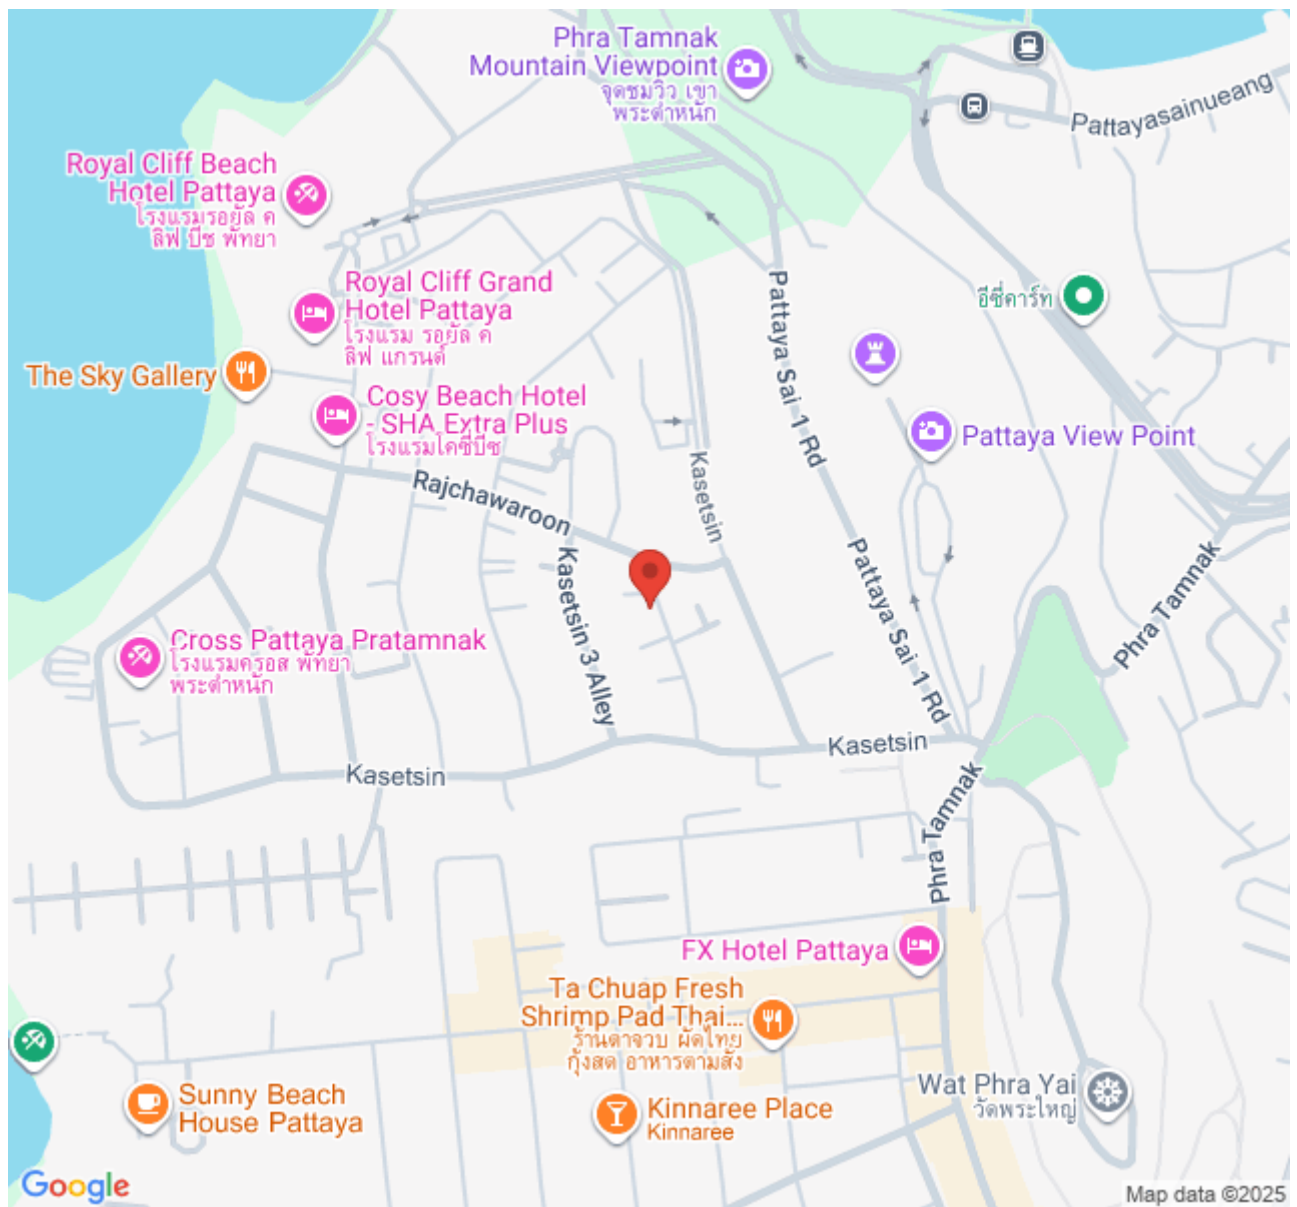 Phra Tamnak
Mountain Viewpoint
จุดชมวิว เขา
พระตำหนัก
Pattayasainueang
Royal Cliff Beach
Hotel Pattaya
โรงแรมรอยัล ค
ลิฟ บีช พัทยา
Royal Cliff Grand
Hotel Pattaya
โรงแรม รอยัล ค
ลิฟ แกรนด์
Pattaya Sai 1 Rd
อีซี่คาร์ท
The Sky Gallery
Cosy Beach Hotel
- SHA Extra Plus
โรงแรมโคซีบีช
Pattaya View Point
Rajchawaroon
Kasetsin
Kasetsin 3 Alley
Pattaya Sai 1 Rd
Phra Tamnak
Cross Pattaya Pratamnak
โรงแรมครอส พัทยา
พระตำหนัก
Kasetsin
Kasetsin
Phra Tamnak
FX Hotel Pattaya
Ta Chuap Fresh
Shrimp Pad Thai...
ร้านตาจวบ ผัดไทย
กุ้งสด อาหารตามสั่ง
Sunny Beach
House Pattaya
Kinnaree Place
Kinnaree
Wat Phra Yai
วัดพระใหญ่
Google
Map data ©2025